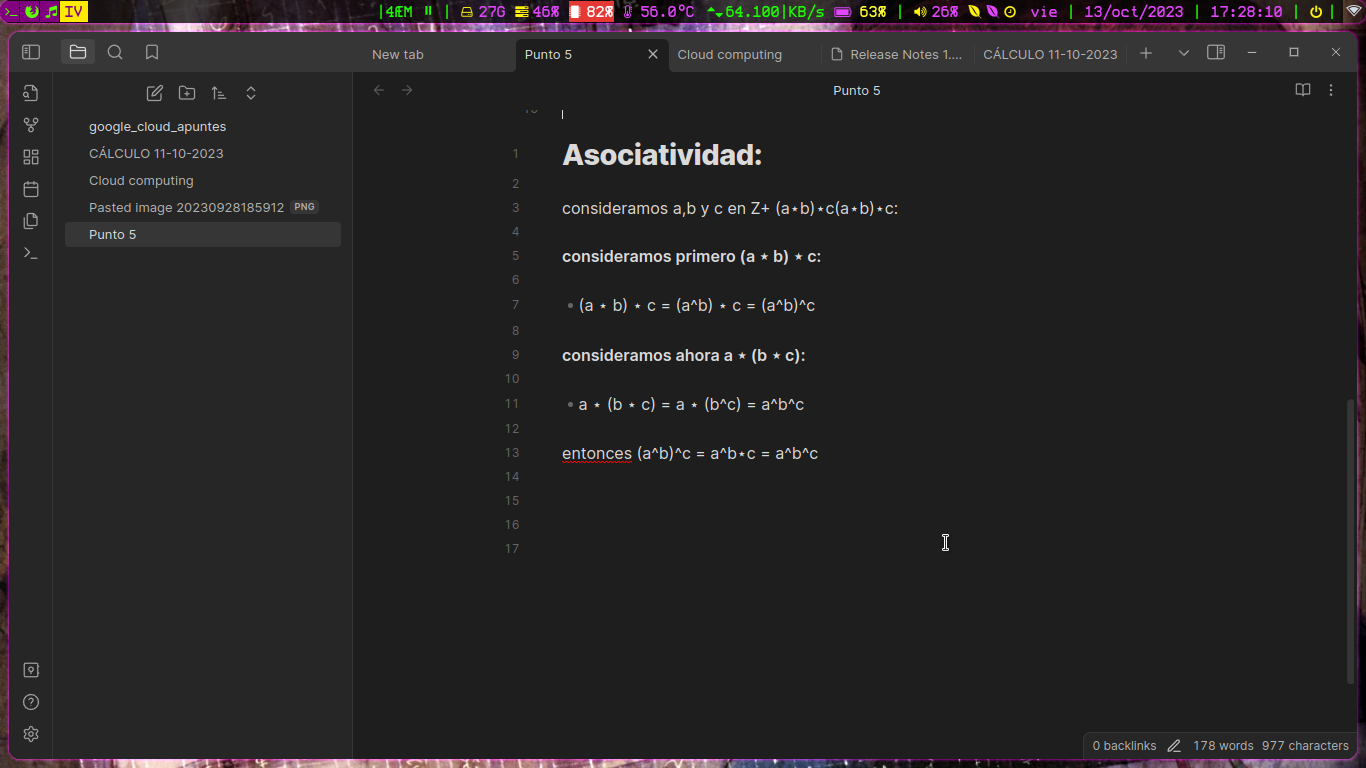 IV
|4ÆM
| 27G 46% 82% 56.0°C 64.100|KB/s 63% | 26% vie | 13/oct/2023 | 17:28:10 | |
New tab
Punto 5
Cloud computing
Release Notes 1....
CÁLCULO 11-10-2023
Punto 5
google_cloud_apuntes
CÁLCULO 11-10-2023
Cloud computing
Pasted image 20230928185912 PNG
Punto 5
1 Asociatividad:
2
3 consideramos a,b y c en Z+ (a⋆b)⋆c(a⋆b)⋆c:
4
5 consideramos primero (a ⋆ b) ⋆ c:
6
7 • (a ⋆ b) ⋆ c = (a^b) ⋆ c = (a^b)^c
8
9 consideramos ahora a ⋆ (b ⋆ c):
10
11 • a ⋆ (b ⋆ c) = a ⋆ (b^c) = a^b^c
12
13 entonces (a^b)^c = a^b⋆c = a^b^c
14
15
16
17
0 backlinks 178 words 977 characters